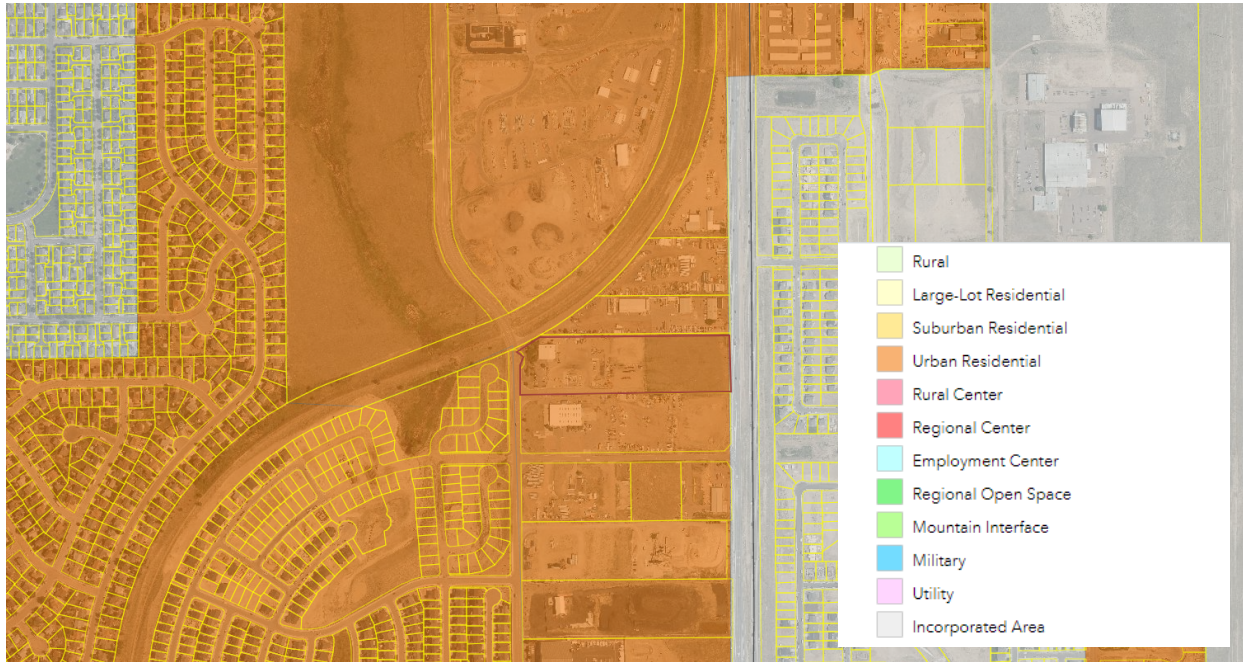 Rural
Large-Lot Residential
Suburban Residential
Urban Residential
Rural Center
Regional Center
Employment Center
Regional Open Space
Mountain Interface
Military
Utility
Incorporated Area